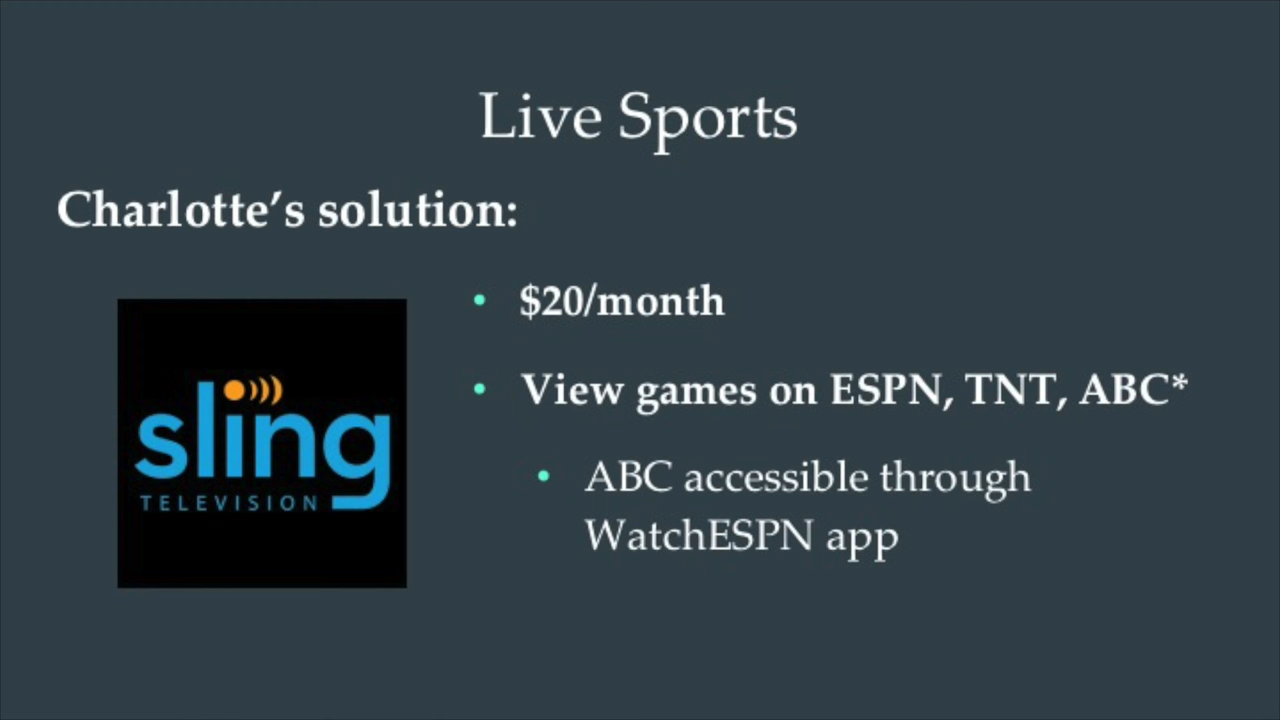 Live Sports
Charlotte’s solution:
• $20/month
• View games on ESPN, TNT, ABC*
• ABC accessible through
WatchESPN app
sling
TELEVISION